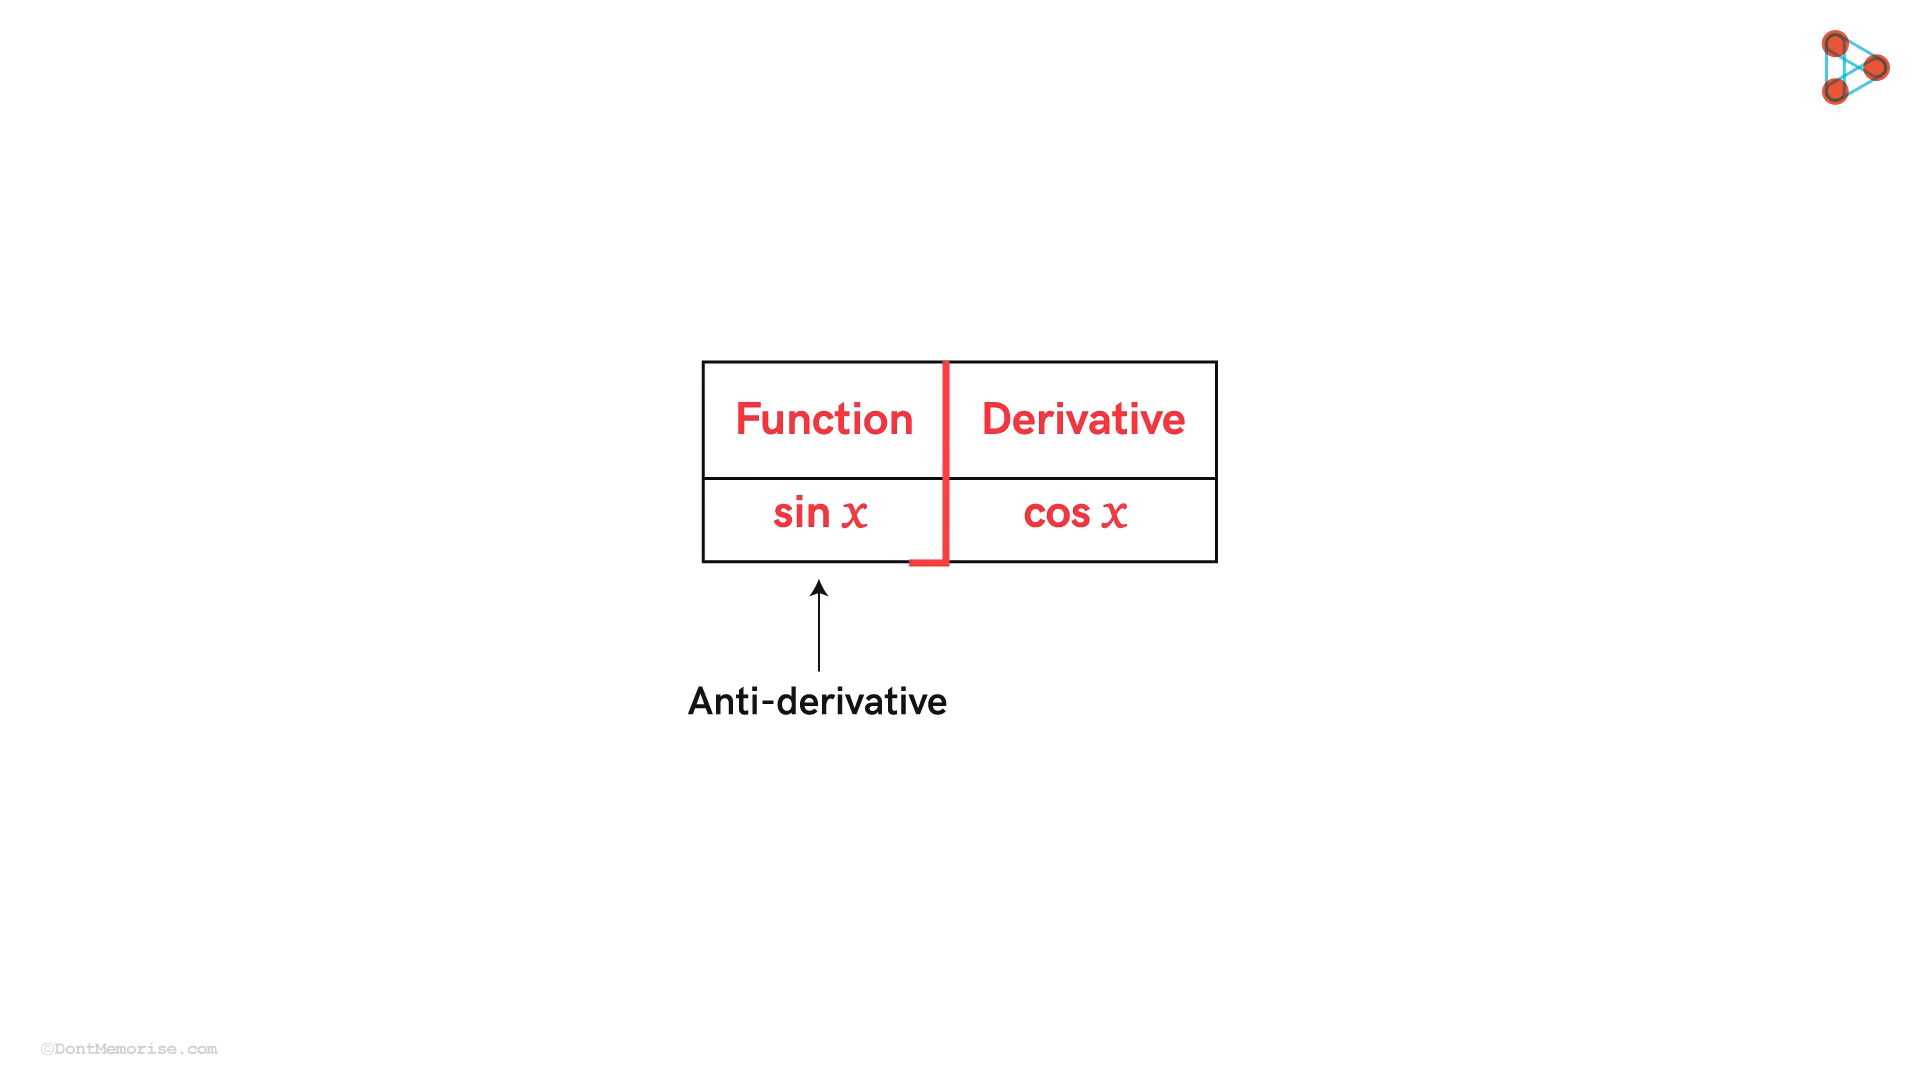 Function Derivative
sin x cos x
Anti-derivative
©DontMemorise.com